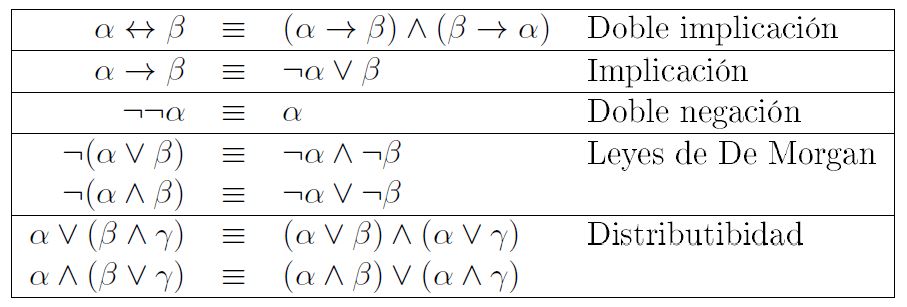 α ↔ β ≡ (α → β) ∧ (β → α) Doble implicación
α → β ≡ ¬α ∨ β Implicación
¬¬α ≡ α Doble negación
¬(α ∨ β) ≡ ¬α ∧ ¬β Leyes de De Morgan
¬(α ∧ β) ≡ ¬α ∨ ¬β
α ∨ (β ∧ γ) ≡ (α ∨ β) ∧ (α ∨ γ) Distributibidad
α ∧ (β ∨ γ) ≡ (α ∧ β) ∨ (α ∧ γ)